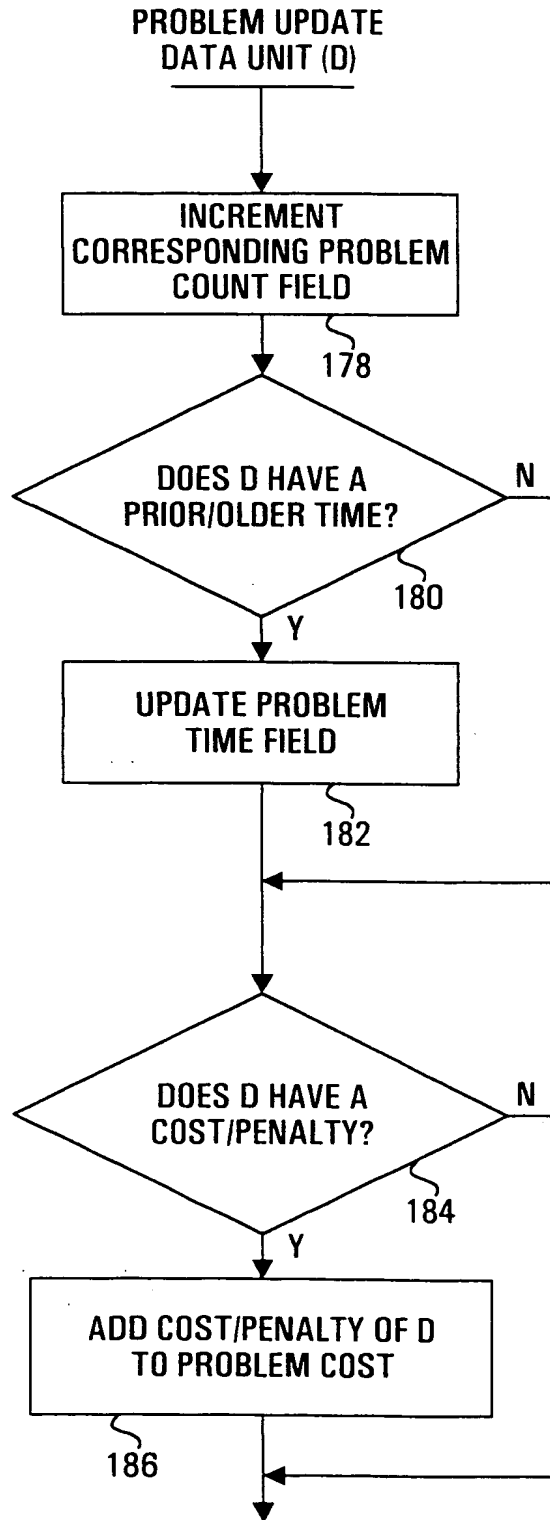 PROBLEM UPDATE
DATA UNIT (D)
INCREMENT
CORRESPONDING PROBLEM
COUNT FIELD
178
DOES D HAVE A
PRIOR/OLDER TIME?
N
180
Y
UPDATE PROBLEM
TIME FIELD
182
DOES D HAVE A
COST/PENALTY?
N
184
Y
ADD COST/PENALTY OF D
TO PROBLEM COST
186